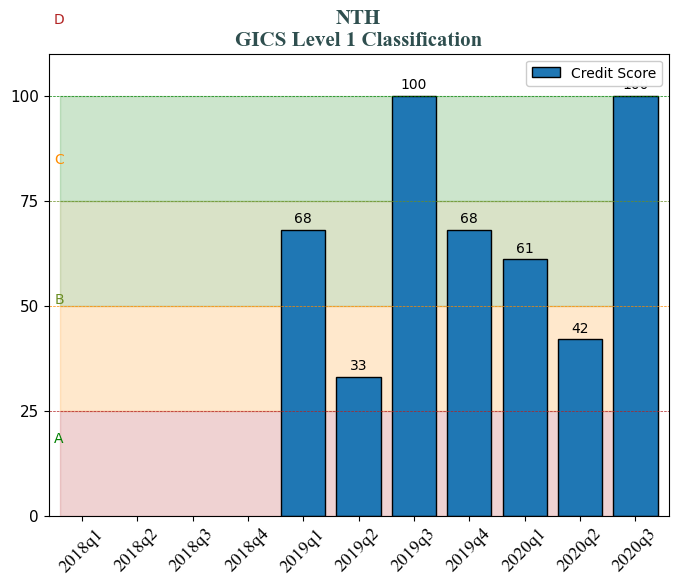 D
NTH
GICS Level 1 Classification
Credit Score
100
100
C
75
68
68
61
50
B
42
33
25
A
0
2018q1
2018q2
2018q3
2018q4
2019q1
2019q2
2019q3
2019q4
2020q1
2020q2
2020q3